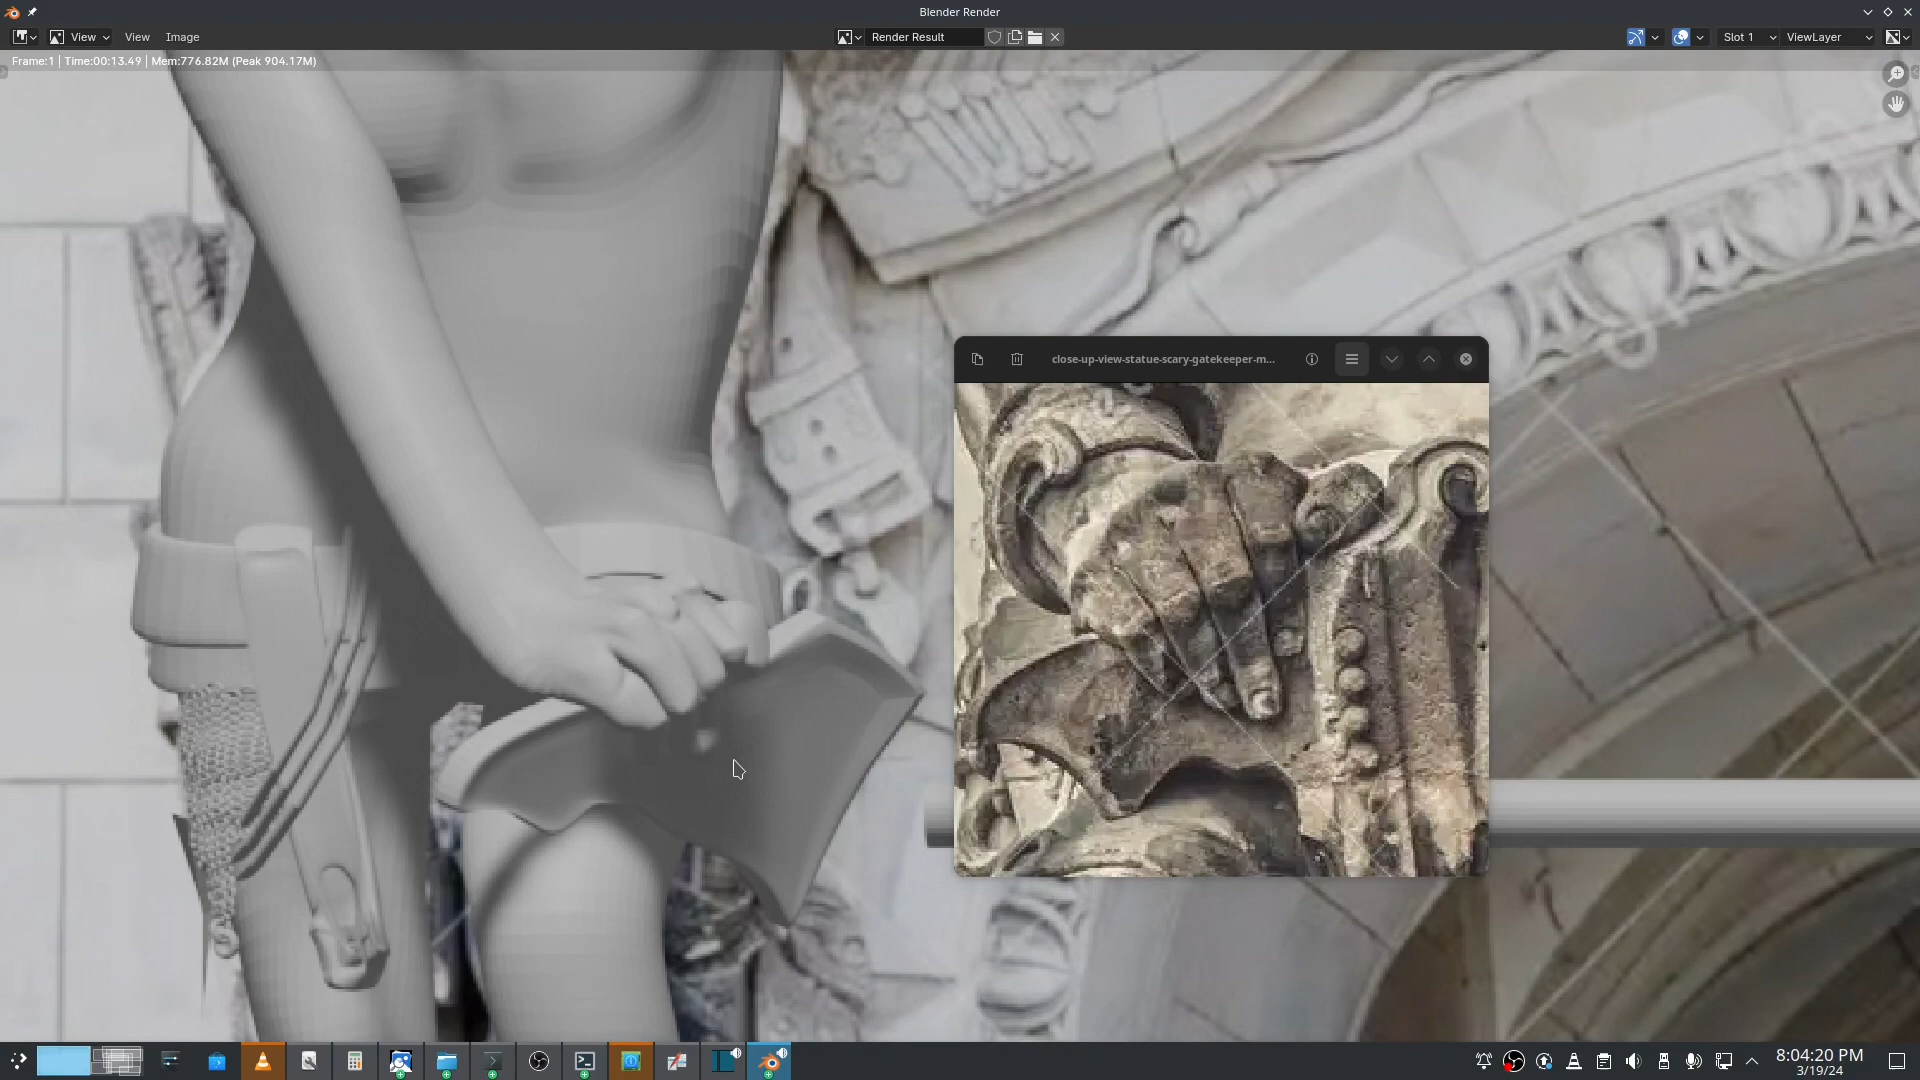 Blender Render
View
View
Image
Render Result
Slot 1
ViewLayer
Frame:1 | Time:00:13.49 | Mem:776.82M (Peak 904.17M)
close-up-view-statue-scary-gatekeeper-m...
8:04:20 PM
3/19/24